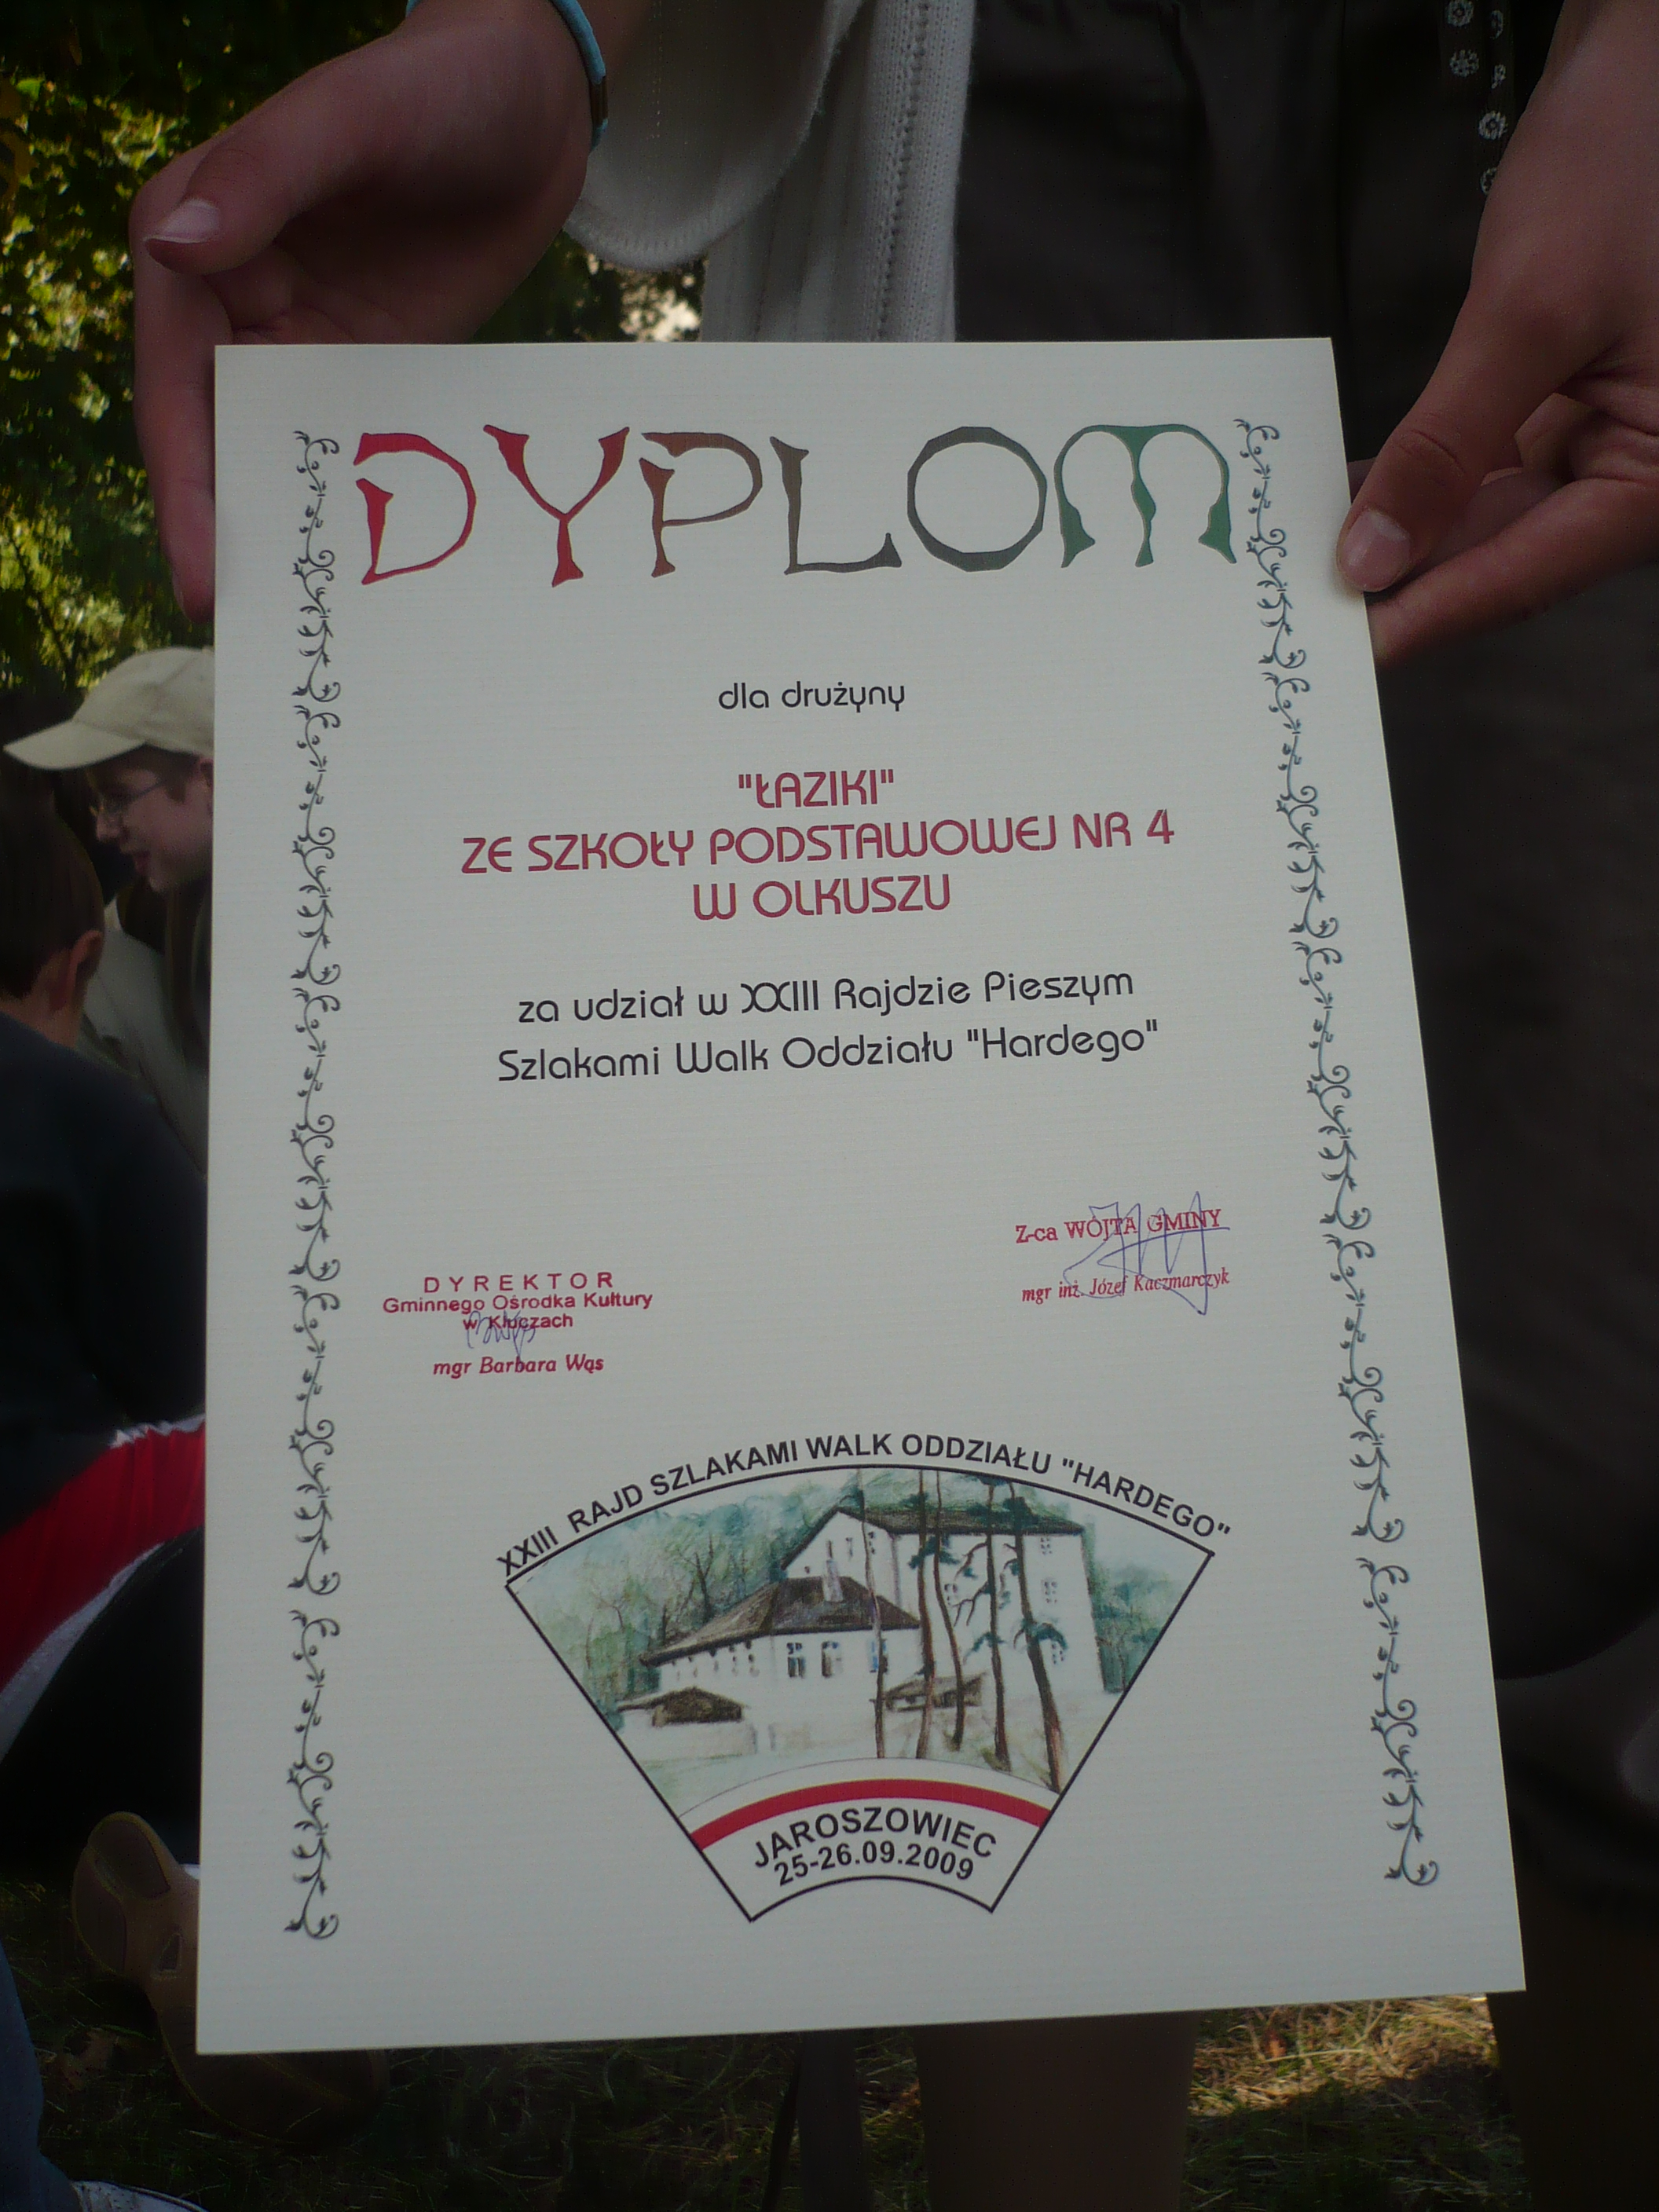 DYPLOM
dla drużyny
"ŁAZIKI"
ZE SZKOŁY PODSTAWOWEJ NR 4
W OLKUSZU
za udział w XXIII Rajdzie Pieszym
Szlakami Walk Oddziału "Hardego"
Z-ca WÓJTA GMINY
mgr inż. Józef Kaczmarczyk
DYREKTOR
Gminnego Ośrodka Kultury
w Kluczach
mgr Barbara Wąs
XXIII RAJD SZLAKAMI WALK ODDZIAŁU "HARDEGO"
JAROSZOWIEC
25-26.09.2009